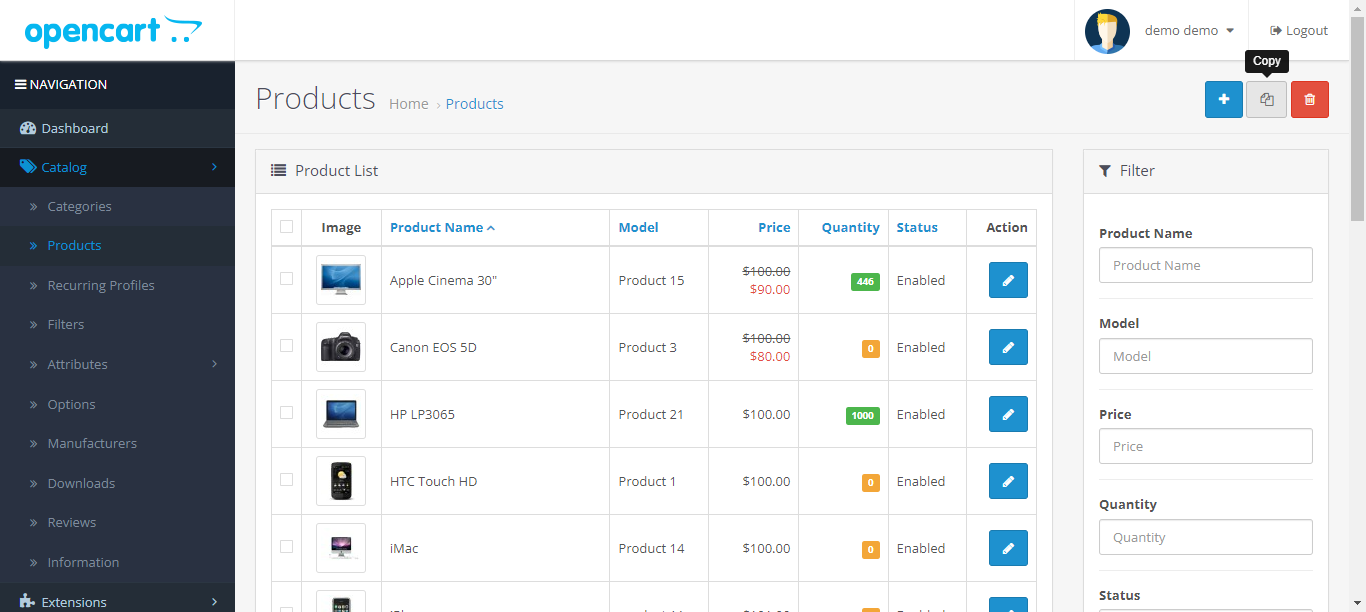 opencart
demo demo
Logout
Copy
NAVIGATION
Dashboard
Catalog
Categories
Products
Recurring Profiles
Filters
Attributes
Options
Manufacturers
Downloads
Reviews
Information
Extensions
Products Home › Products
Product List
Image Product Name Model Price Quantity Status Action
Apple Cinema 30" Product 15 $100.00 $90.00 446 Enabled
Canon EOS 5D Product 3 $100.00 $80.00 0 Enabled
HP LP3065 Product 21 $100.00 1000 Enabled
HTC Touch HD Product 1 $100.00 0 Enabled
iMac Product 14 $100.00 0 Enabled
Filter
Product Name
Product Name
Model
Model
Price
Price
Quantity
Quantity
Status